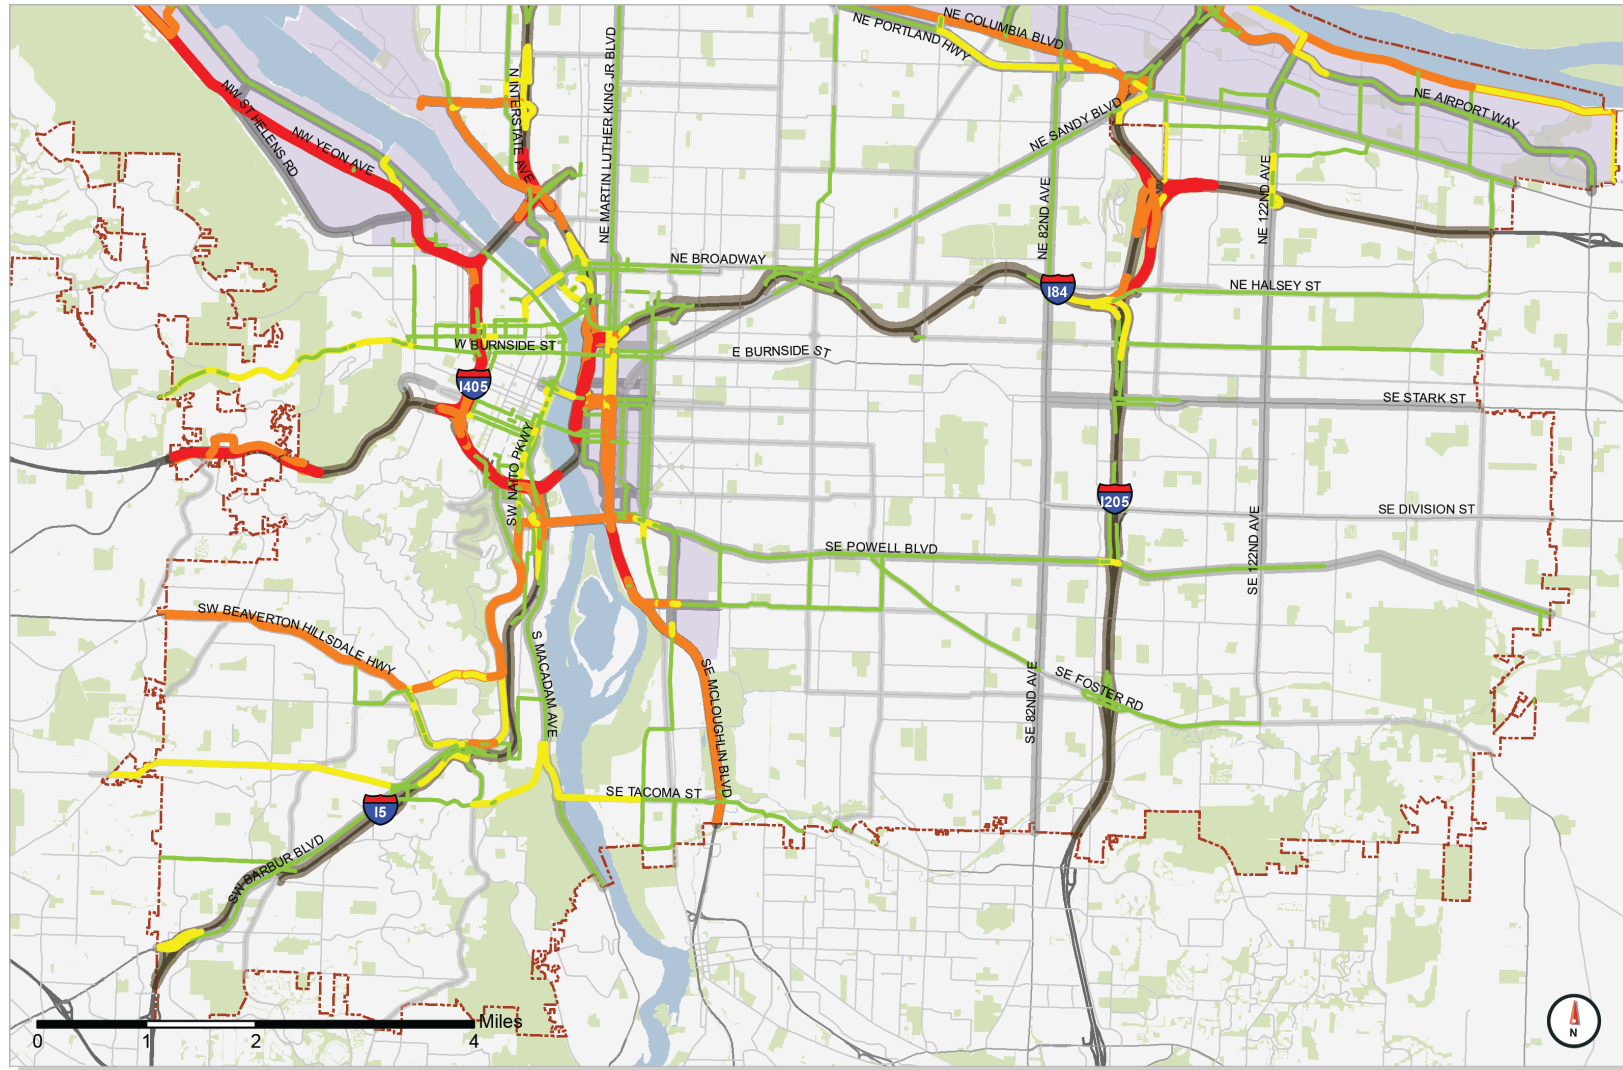 NE COLUMBIA BLVD
NE PORTLAND HWY
N INTERSTATE AVE
NE MARTIN LUTHER KING JR BLVD
NW ST HELENS RD
NW YEON AVE
NE SANDY BLVD
NE AIRPORT WAY
NE 82ND AVE
NE 122ND AVE
NE BROADWAY
I84
NE HALSEY ST
W BURNSIDE ST
E BURNSIDE ST
I405
SE STARK ST
SW NAITO PKWY
I205
SE DIVISION ST
SE 122ND AVE
SE POWELL BLVD
SW BEAVERTON HILLSDALE HWY
S MACADAM AVE
SE MCLOUGHLIN BLVD
SE 82ND AVE
SE FOSTER RD
SE TACOMA ST
I5
SW BARBUR BLVD
Miles
0 1 2 4
N